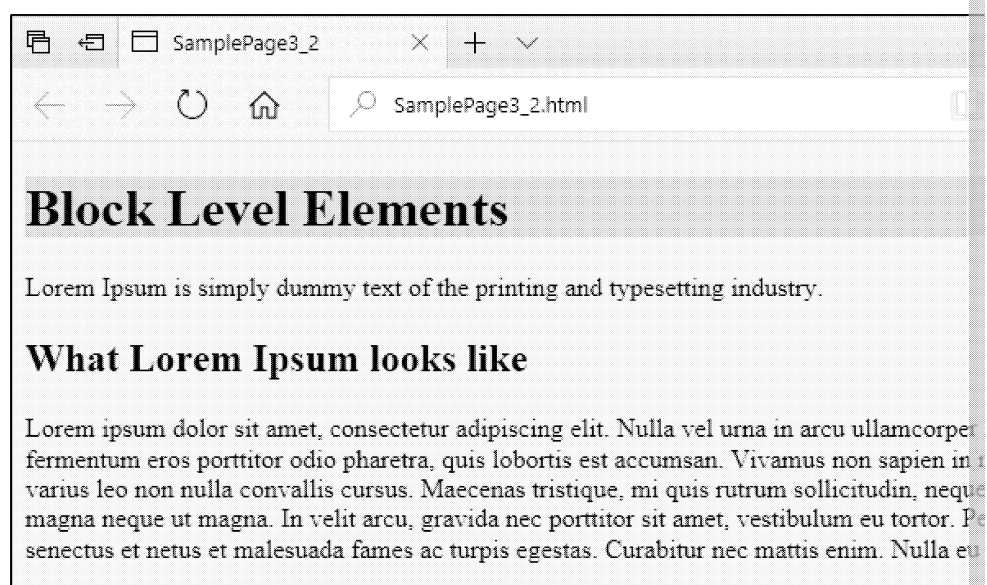 SamplePage3_2
SamplePage3_2.html
Block Level Elements
Lorem Ipsum is simply dummy text of the printing and typesetting industry.
What Lorem Ipsum looks like
Lorem ipsum dolor sit amet, consectetur adipiscing elit. Nulla vel urna in arcu ullamcorper
fermentum eros porttitor odio pharetra, quis lobortis est accumsan. Vivamus non sapien in
varius leo non nulla convallis cursus. Maecenas tristique, mi quis rutrum sollicitudin, neque
magna neque ut magna. In velit arcu, gravida nec porttitor sit amet, vestibulum eu tortor.
senectus et netus et malesuada fames ac turpis egestas. Curabitur nec mattis enim. Nulla eu